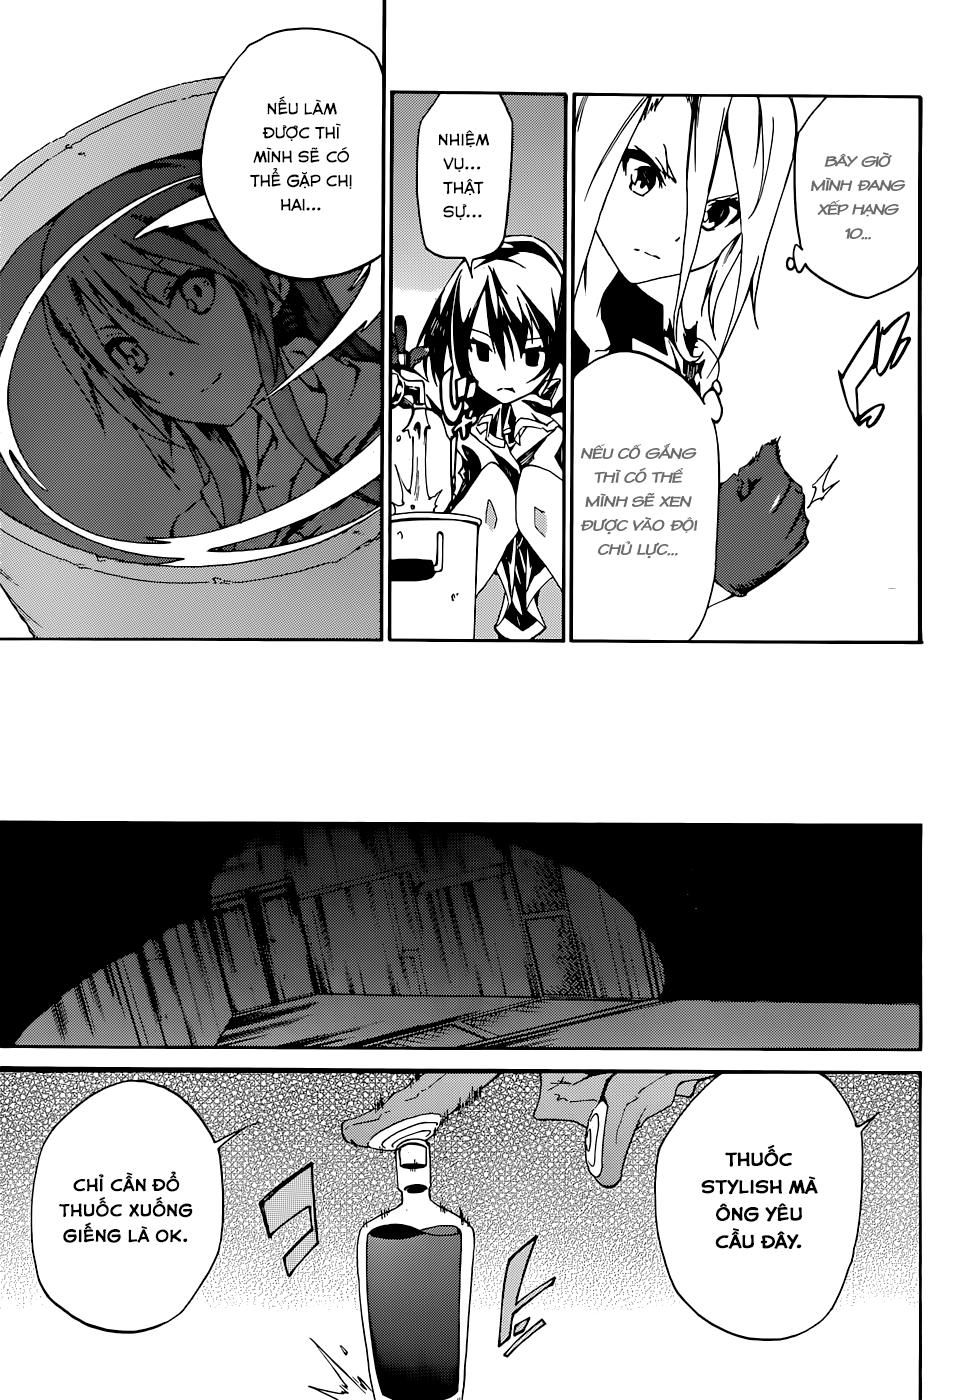 BÂY GIỜ
MÌNH ĐANG
XẾP HẠNG
10...
NẾU CỐ GẮNG
THÌ CÓ THỂ
MÌNH SẼ XEN
ĐƯỢC VÀO ĐỘI
CHỦ LỰC...
NHIỆM
VỤ...
THẬT
SỰ...
NẾU LÀM
ĐƯỢC THÌ
MÌNH SẼ CÓ
THỂ GẶP CHỊ
HAI...
THUỐC
STYLISH MÀ
ÔNG YÊU
CẦU ĐÂY.
CHỈ CẦN ĐỔ
THUỐC XUỐNG
GIẾNG LÀ OK.